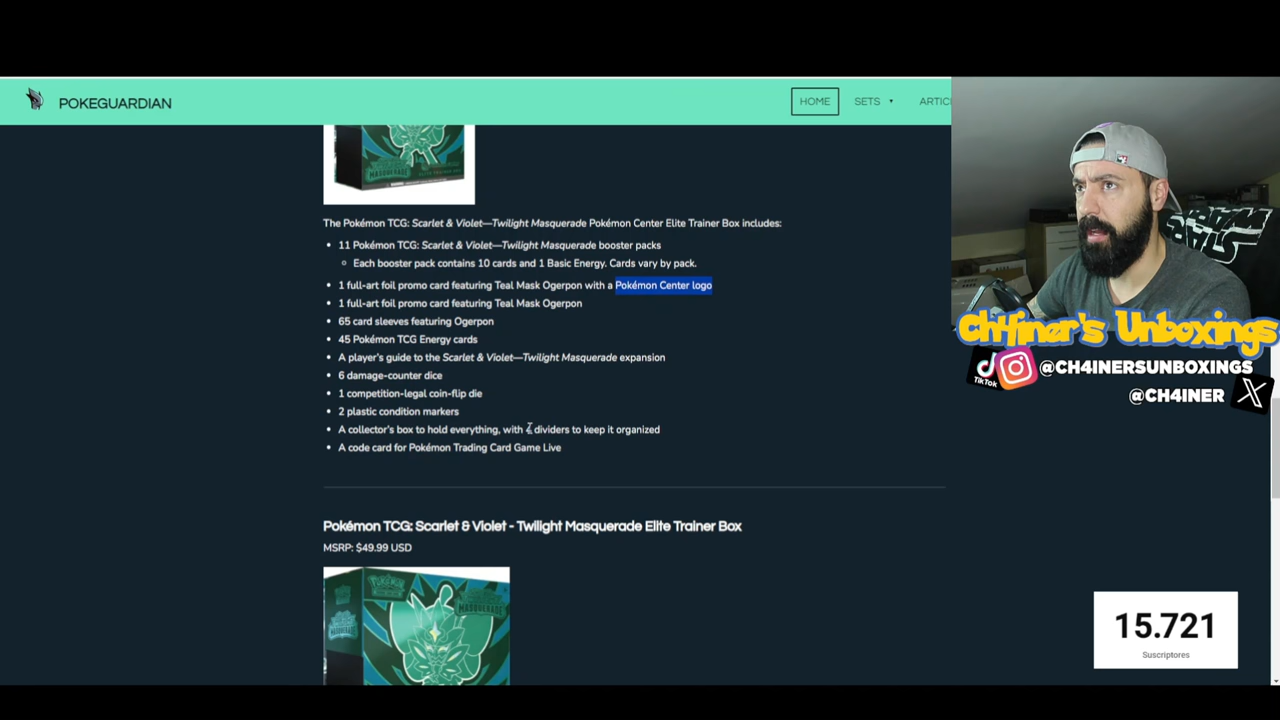 POKEGUARDIAN
HOME
SETS
ARTIC
MASQUERADE
The Pokémon TCG: Scarlet & Violet—Twilight Masquerade Pokémon Center Elite Trainer Box includes:
11 Pokémon TCG: Scarlet & Violet—Twilight Masquerade booster packs
Each booster pack contains 10 cards and 1 Basic Energy. Cards vary by pack.
1 full-art foil promo card featuring Teal Mask Ogerpon with a Pokémon Center logo
1 full-art foil promo card featuring Teal Mask Ogerpon
65 card sleeves featuring Ogerpon
45 Pokémon TCG Energy cards
A player's guide to the Scarlet & Violet—Twilight Masquerade expansion
6 damage-counter dice
1 competition-legal coin-flip die
2 plastic condition markers
A collector's box to hold everything, with 4 dividers to keep it organized
A code card for Pokémon Trading Card Game Live
Pokémon TCG: Scarlet & Violet - Twilight Masquerade Elite Trainer Box
MSRP: $49.99 USD
POKÉMON
MASQUERADE
Ch4iner's Unboxings
TikTok
@CH4INERSUNBOXINGS
@CH4INER
15.721
Suscriptores